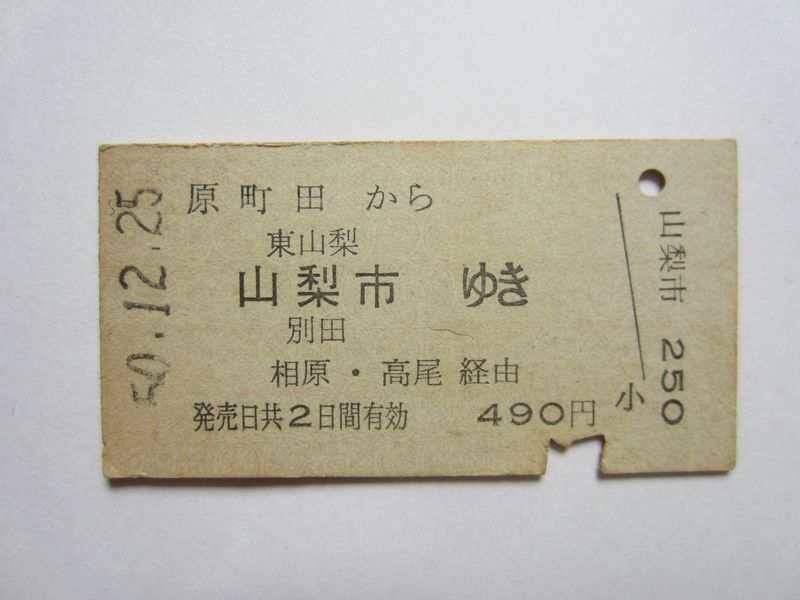 50.12.25
原町田 から
東山梨
山梨市 ゆき
別田
相原・高尾 経由
発売日共2日間有効 490円
小
山梨市 250